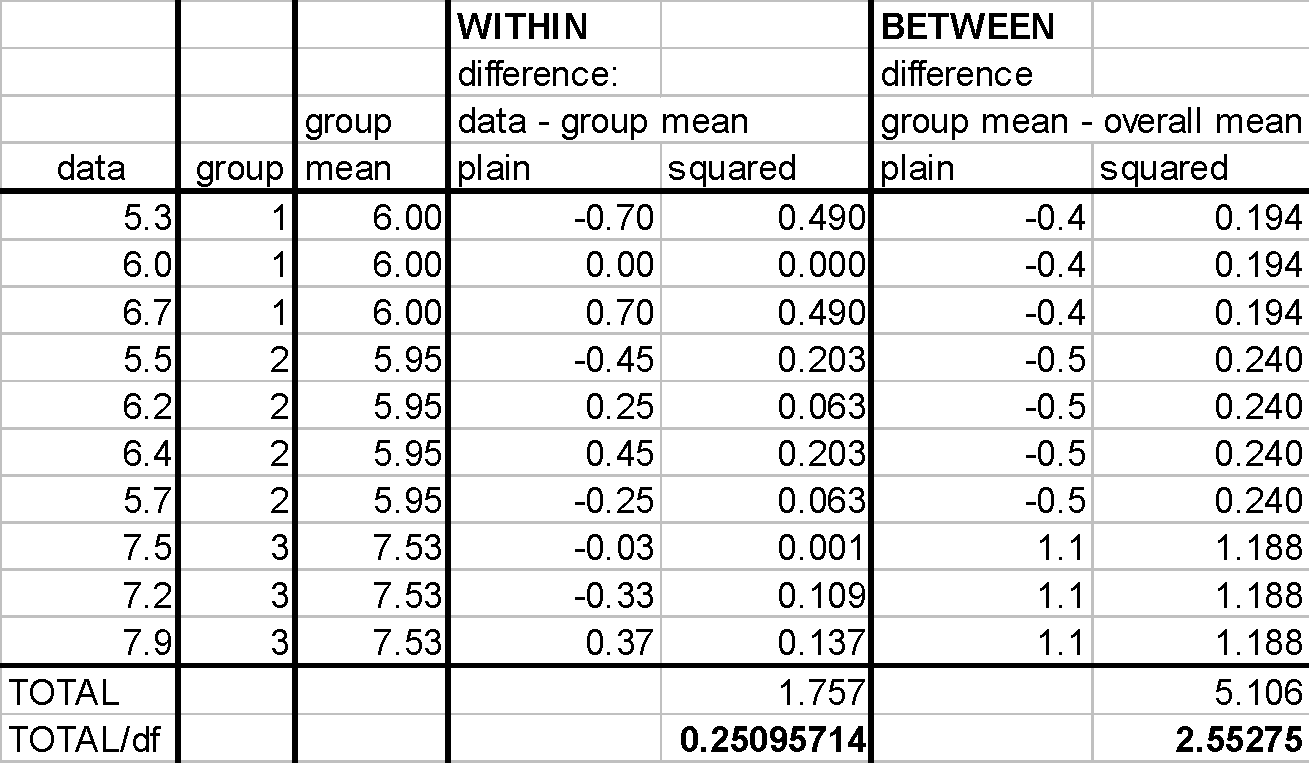 WITHIN BETWEEN
difference: difference
group data - group mean group mean - overall mean
data group mean plain squared plain squared
5.3 1 6.00 -0.70 0.490 -0.4 0.194
6.0 1 6.00 0.00 0.000 -0.4 0.194
6.7 1 6.00 0.70 0.490 -0.4 0.194
5.5 2 5.95 -0.45 0.203 -0.5 0.240
6.2 2 5.95 0.25 0.063 -0.5 0.240
6.4 2 5.95 0.45 0.203 -0.5 0.240
5.7 2 5.95 -0.25 0.063 -0.5 0.240
7.5 3 7.53 -0.03 0.001 1.1 1.188
7.2 3 7.53 -0.33 0.109 1.1 1.188
7.9 3 7.53 0.37 0.137 1.1 1.188
TOTAL 1.757 5.106
TOTAL/df 0.25095714 2.55275